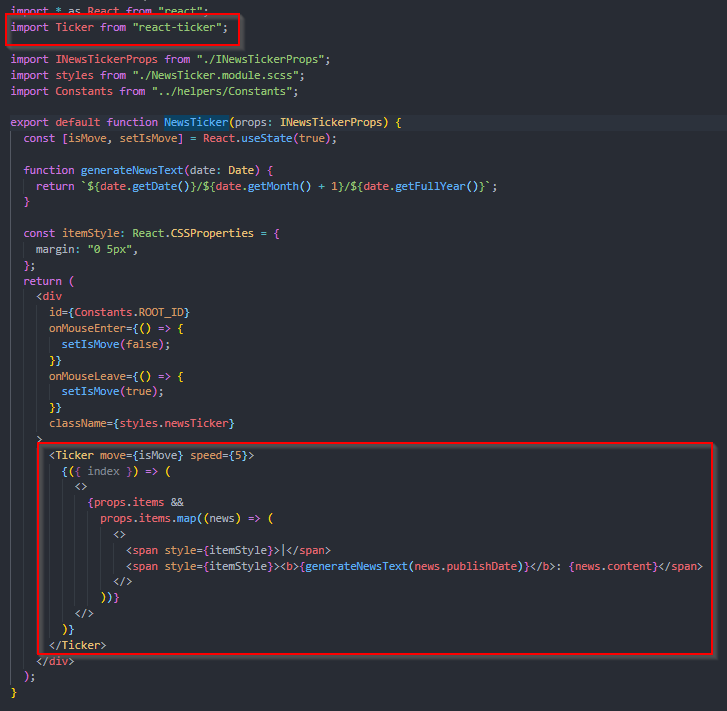 import * as React from "react";
import Ticker from "react-ticker";
import INewsTickerProps from "./INewsTickerProps";
import styles from "./NewsTicker.module.scss";
import Constants from "../helpers/Constants";
export default function NewsTicker(props: INewsTickerProps) {
const [isMove, setIsMove] = React.useState(true);
function generateNewsText(date: Date) {
return `${date.getDate()}/${date.getMonth() + 1}/${date.getFullYear()}`;
}
const itemStyle: React.CSSProperties = {
margin: "0 5px",
};
return (
<div
id={Constants.ROOT_ID}
onMouseEnter={() => {
setIsMove(false);
}}
onMouseLeave={() => {
setIsMove(true);
}}
className={styles.newsTicker}
>
<Ticker move={isMove} speed={5}>
{({ index }) => (
<>
{props.items &&
props.items.map((news) => (
<>
<span style={itemStyle}>|</span>
<span style={itemStyle}><b>{generateNewsText(news.publishDate)}</b>: {news.content}</span>
</>
))}
</>
)}
</Ticker>
</div>
);
}